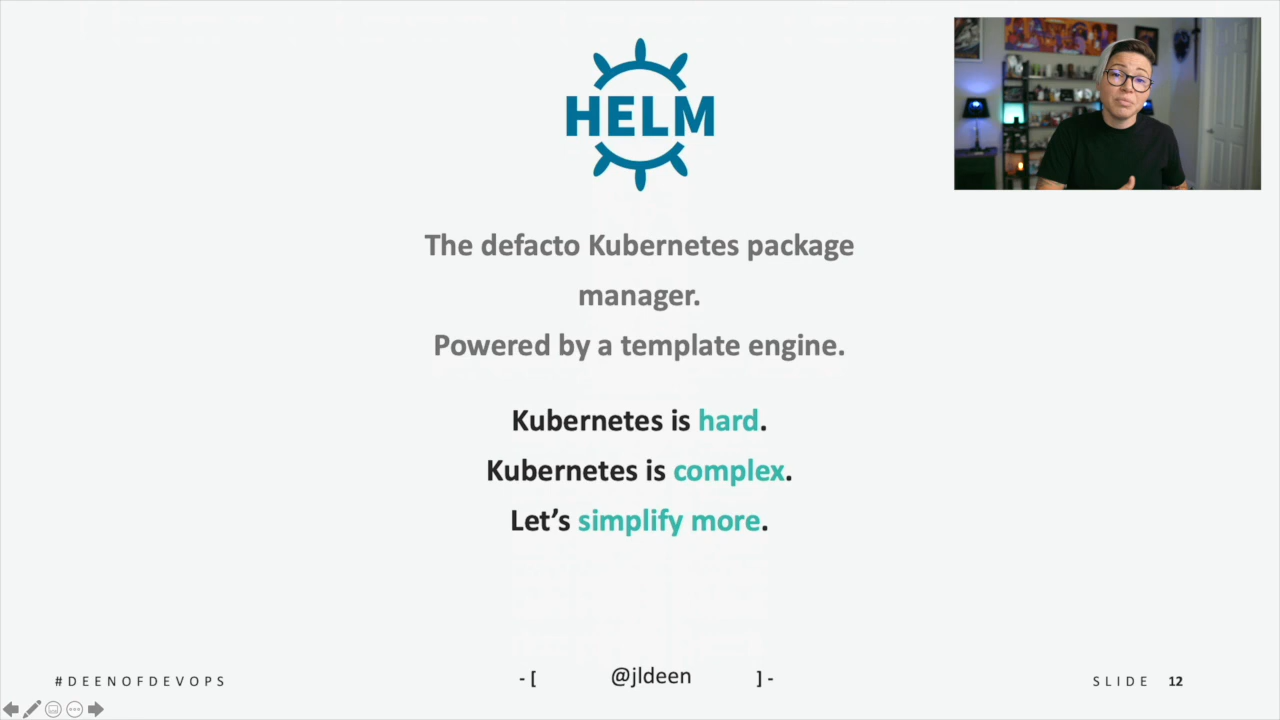 HELM
The defacto Kubernetes package
manager.
Powered by a template engine.
Kubernetes is hard.
Kubernetes is complex.
Let’s simplify more.
#DEENOFDEVOPS
-[ @jldeen ]-
SLIDE 12